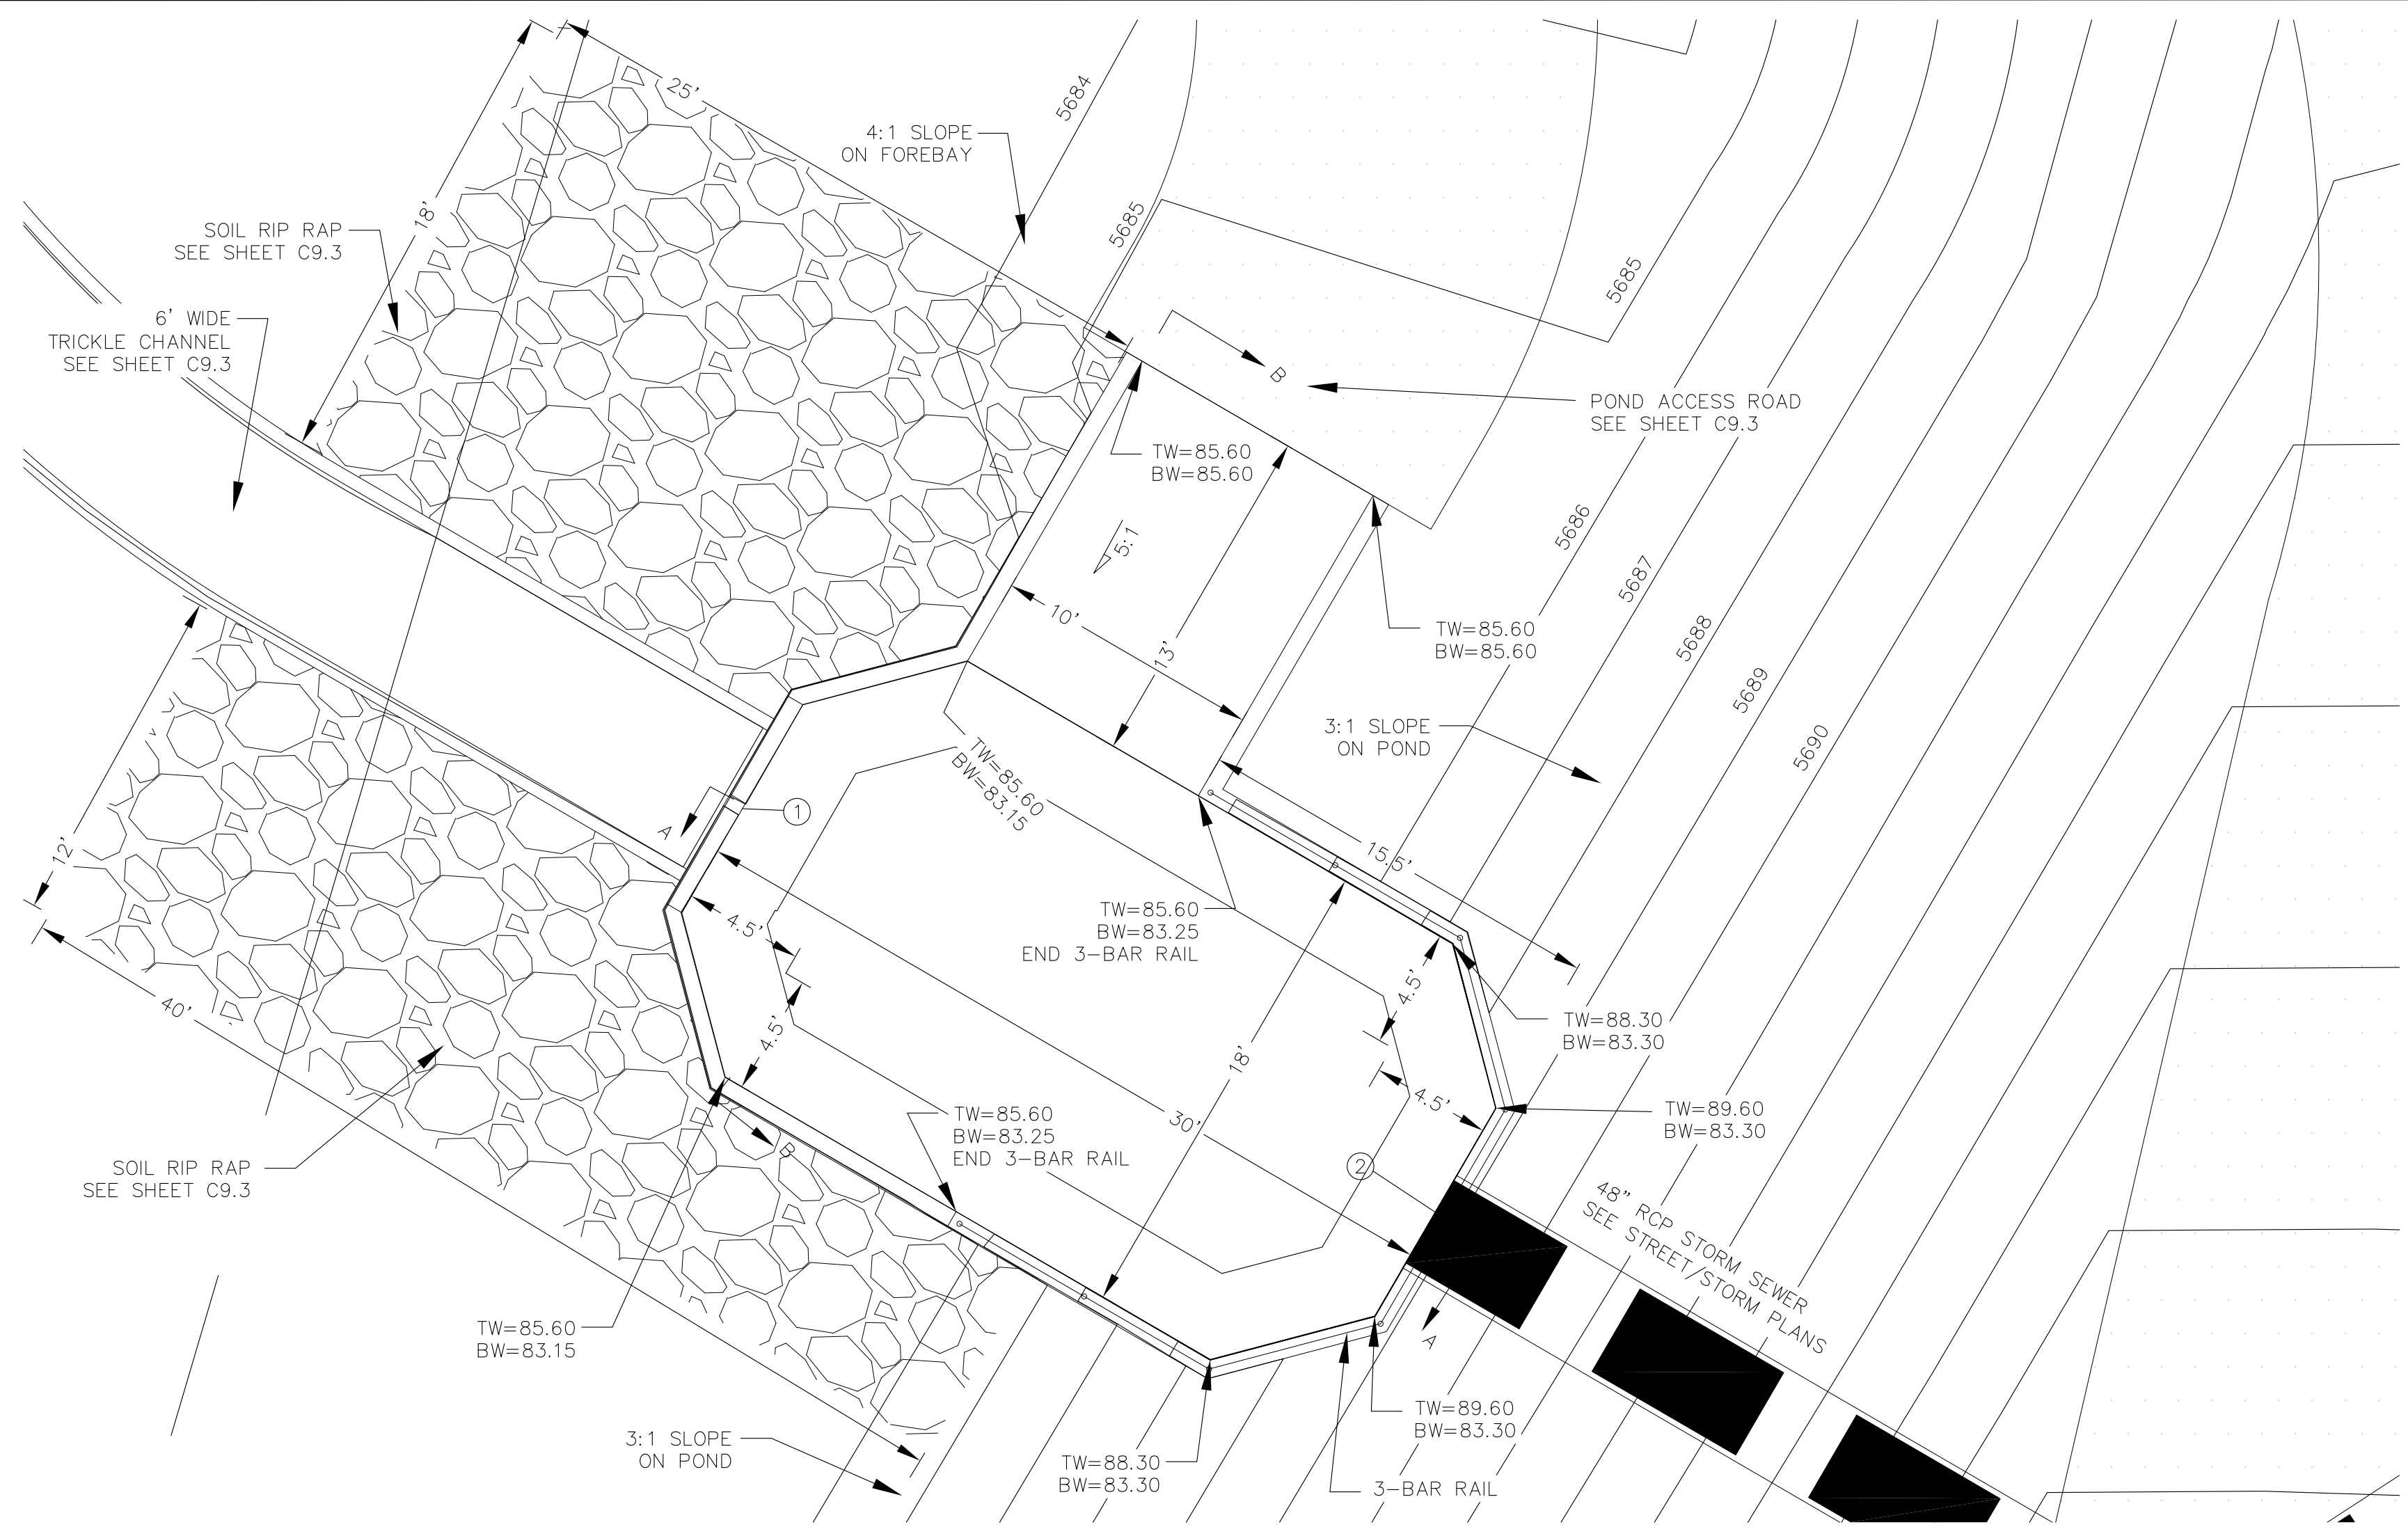 25'
5684
4:1 SLOPE
ON FOREBAY
18'
5685
SOIL RIP RAP
SEE SHEET C9.3
5685
6' WIDE
TRICKLE CHANNEL
SEE SHEET C9.3
B
POND ACCESS ROAD
SEE SHEET C9.3
TW=85.60
BW=85.60
5:1
5686
5687
10'
13'
TW=85.60
BW=85.60
5688
5689
5690
3:1 SLOPE
ON POND
TW=85.60
BW=83.15
1
A
12'
15.5'
4.5'
TW=85.60
BW=83.25
END 3-BAR RAIL
4.5'
40'
TW=88.30
BW=83.30
4.5'
18'
4.5'
30'
TW=89.60
BW=83.30
TW=85.60
BW=83.25
END 3-BAR RAIL
B
2
SOIL RIP RAP
SEE SHEET C9.3
48" RCP STORM SEWER
SEE STREET/STORM PLANS
TW=85.60
BW=83.15
A
TW=89.60
BW=83.30
3:1 SLOPE
ON POND
TW=88.30
BW=83.30
3-BAR RAIL